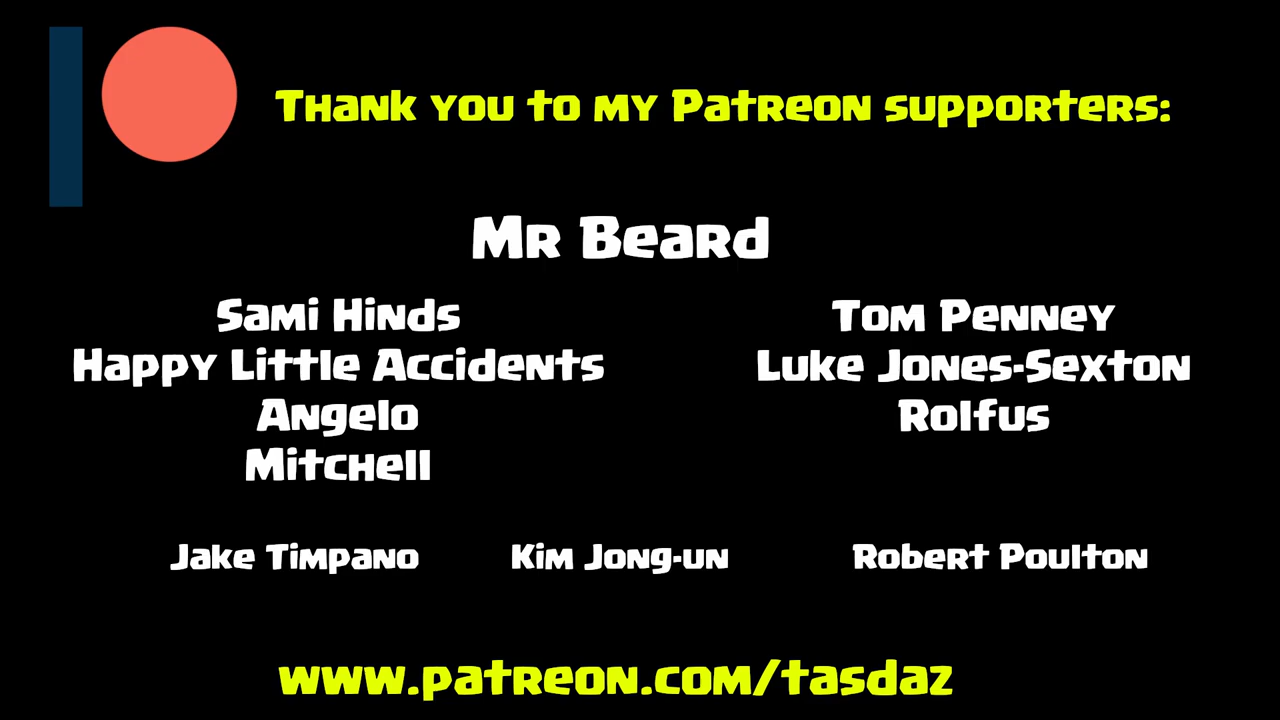 Thank you to my Patreon supporters:
Mr Beard
Sami Hinds
Happy Little Accidents
Angelo
Mitchell
Tom Penney
Luke Jones-Sexton
Rolfus
Jake Timpano
Kim Jong-un
Robert Poulton
www.patreon.com/tasdaz